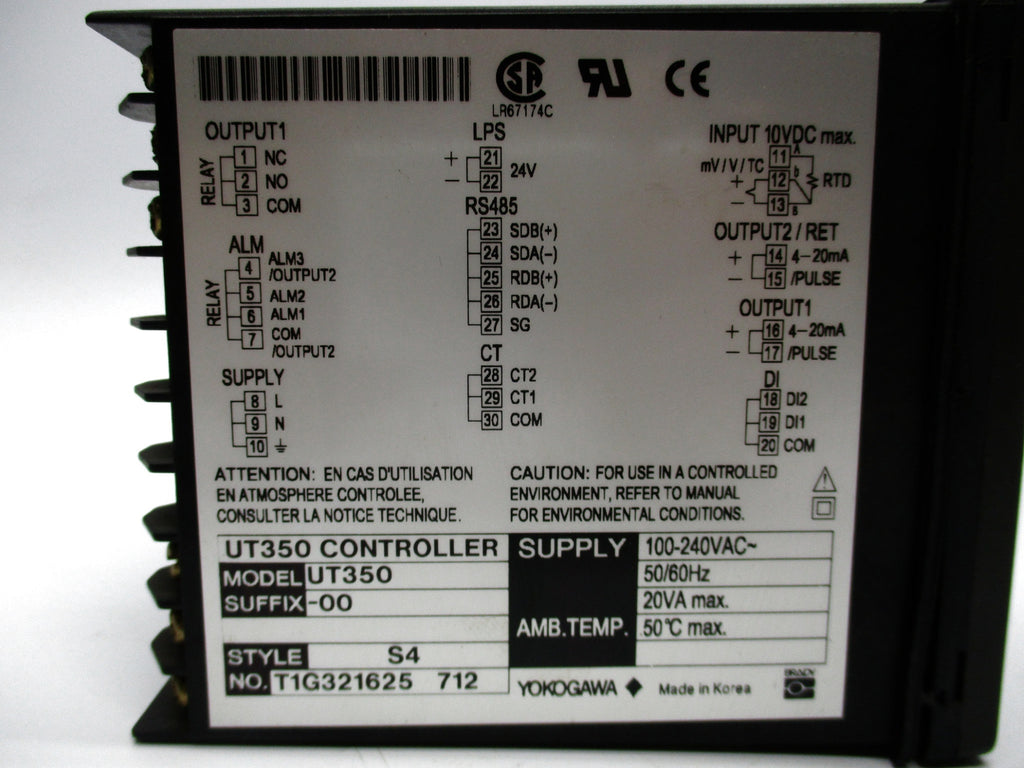 LR67174C
OUTPUT1
RELAY
1 NC
2 NO
3 COM
ALM
RELAY
4 ALM3
/OUTPUT2
5 ALM2
6 ALM1
7 COM
/OUTPUT2
SUPPLY
8 L
9 N
10
LPS
+ 21
24V
− 22
RS485
23 SDB(+)
24 SDA(−)
25 RDB(+)
26 RDA(−)
27 SG
CT
28 CT2
29 CT1
30 COM
INPUT 10VDC max.
mV / V / TC
11 A
+ 12 b
RTD
− 13 B
OUTPUT2 / RET
+ 14 4−20mA
− 15 /PULSE
OUTPUT1
+ 16 4−20mA
− 17 /PULSE
DI
18 DI2
19 DI1
20 COM
ATTENTION: EN CAS D'UTILISATION
EN ATMOSPHERE CONTROLEE,
CONSULTER LA NOTICE TECHNIQUE.
CAUTION: FOR USE IN A CONTROLLED
ENVIRONMENT, REFER TO MANUAL
FOR ENVIRONMENTAL CONDITIONS.
UT350 CONTROLLER
MODEL UT350
SUFFIX -00
STYLE S4
NO. T1G321625 712
SUPPLY 100-240VAC~
50/60Hz
20VA max.
AMB.TEMP. 50°C max.
YOKOGAWA ◆ Made in Korea
BRADY